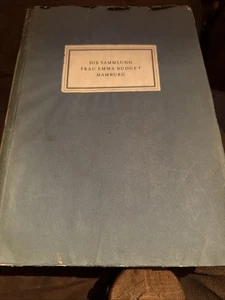 DIE SAMMLUNG
FRAU EMMA BUDGE †
HAMBURG